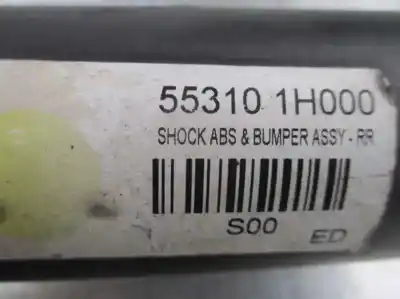 55310 1H000
SHOCK ABS & BUMPER ASSY - RR
S00
ED